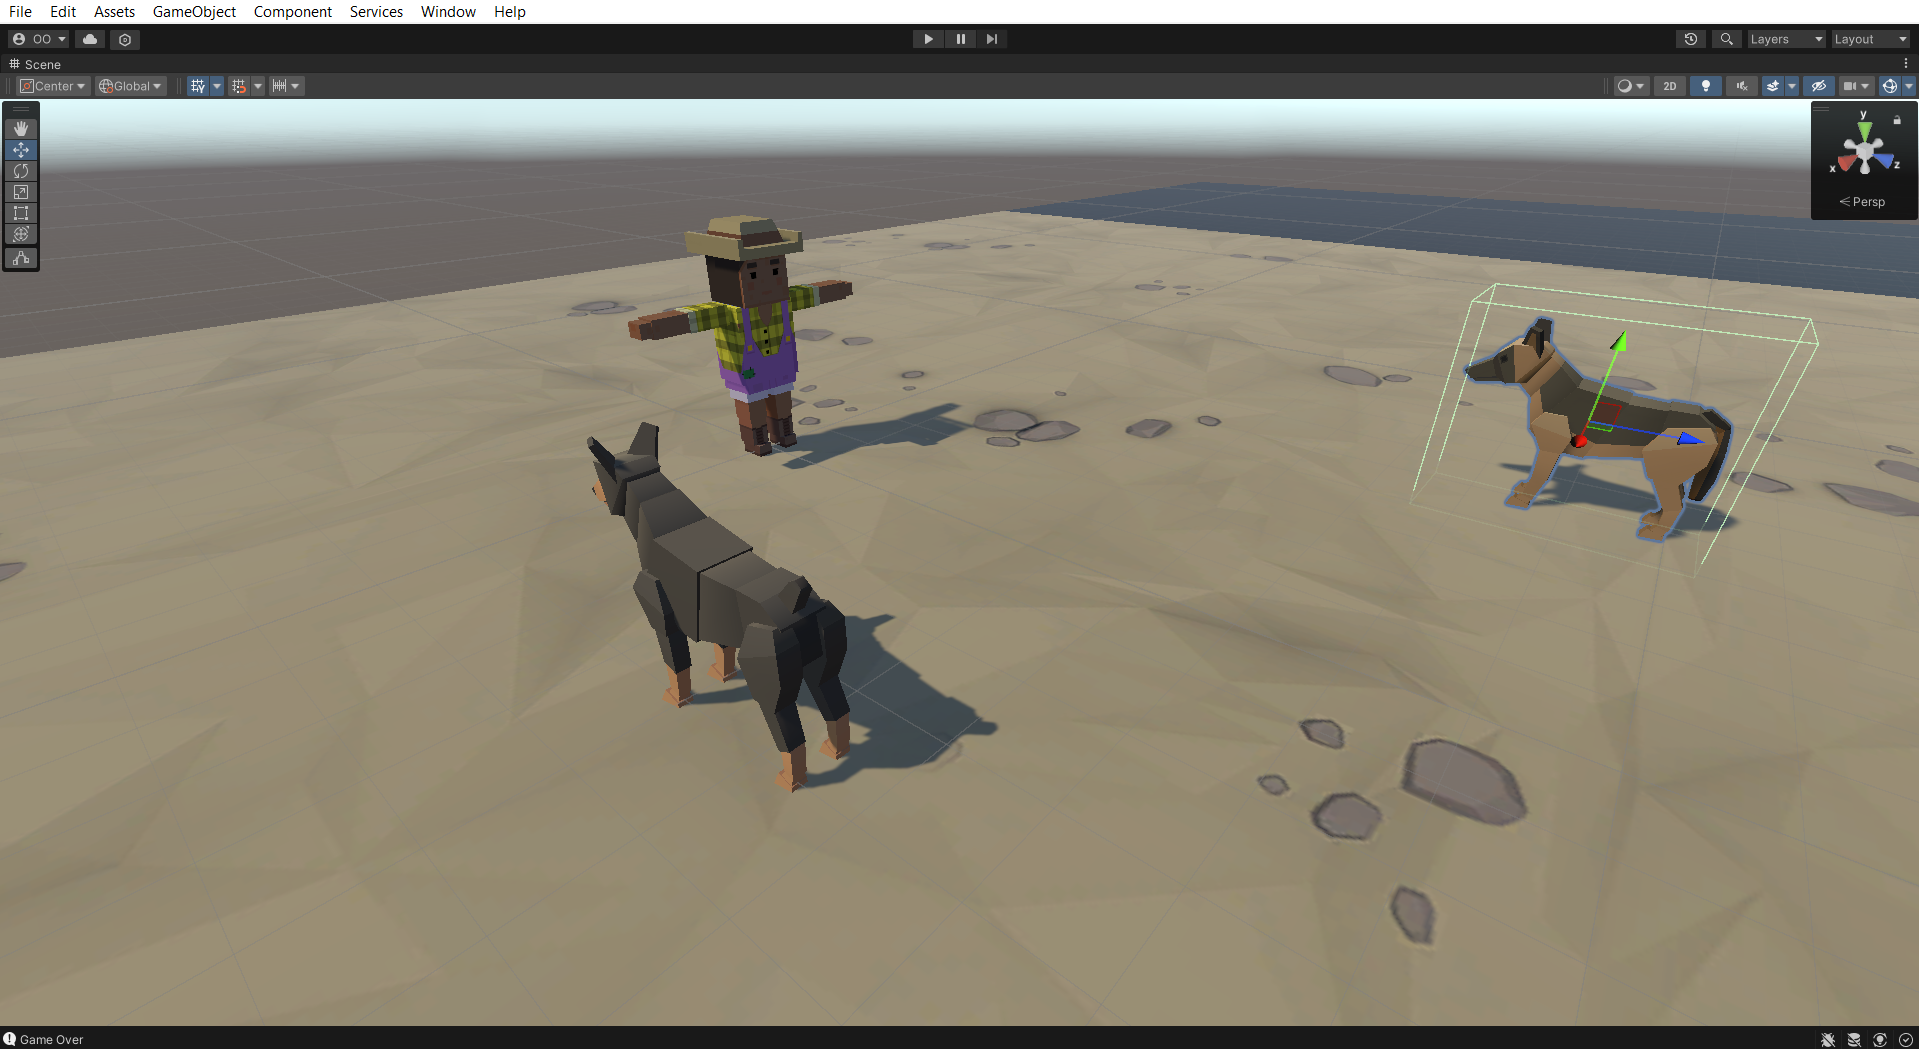 File Edit Assets GameObject Component Services Window Help
OO Layers Layout
Scene
Center Global 2D
y
x z
Persp
Game Over